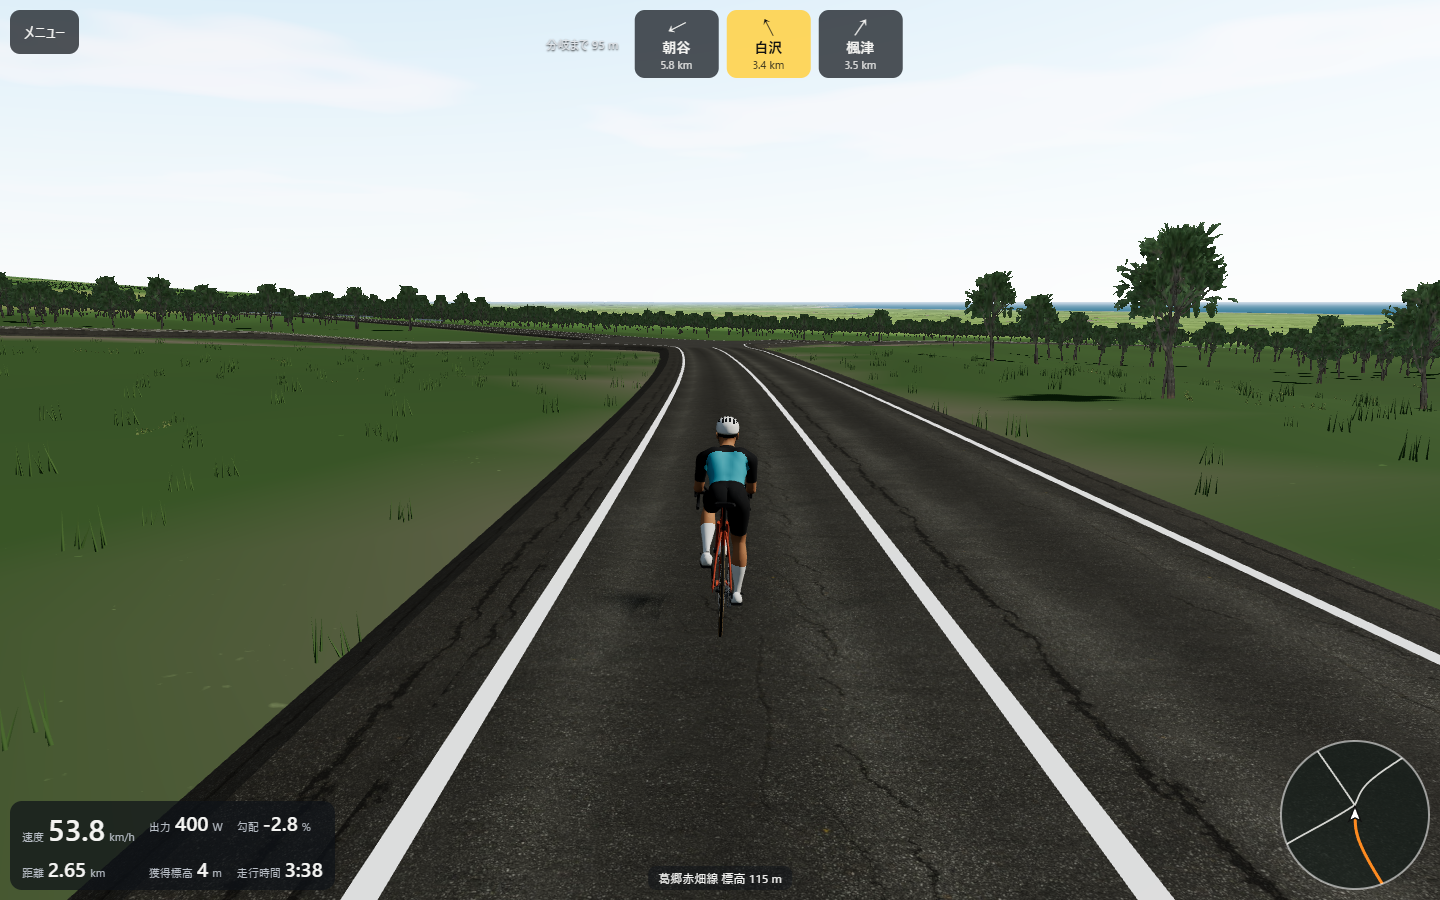 メニュー
分岐まで 95 m
朝谷
5.8 km
白沢
3.4 km
楓津
3.5 km
速度 53.8 km/h
出力 400 W
勾配 -2.8 %
距離 2.65 km
獲得標高 4 m
走行時間 3:38
葛郷赤畑線 標高 115 m